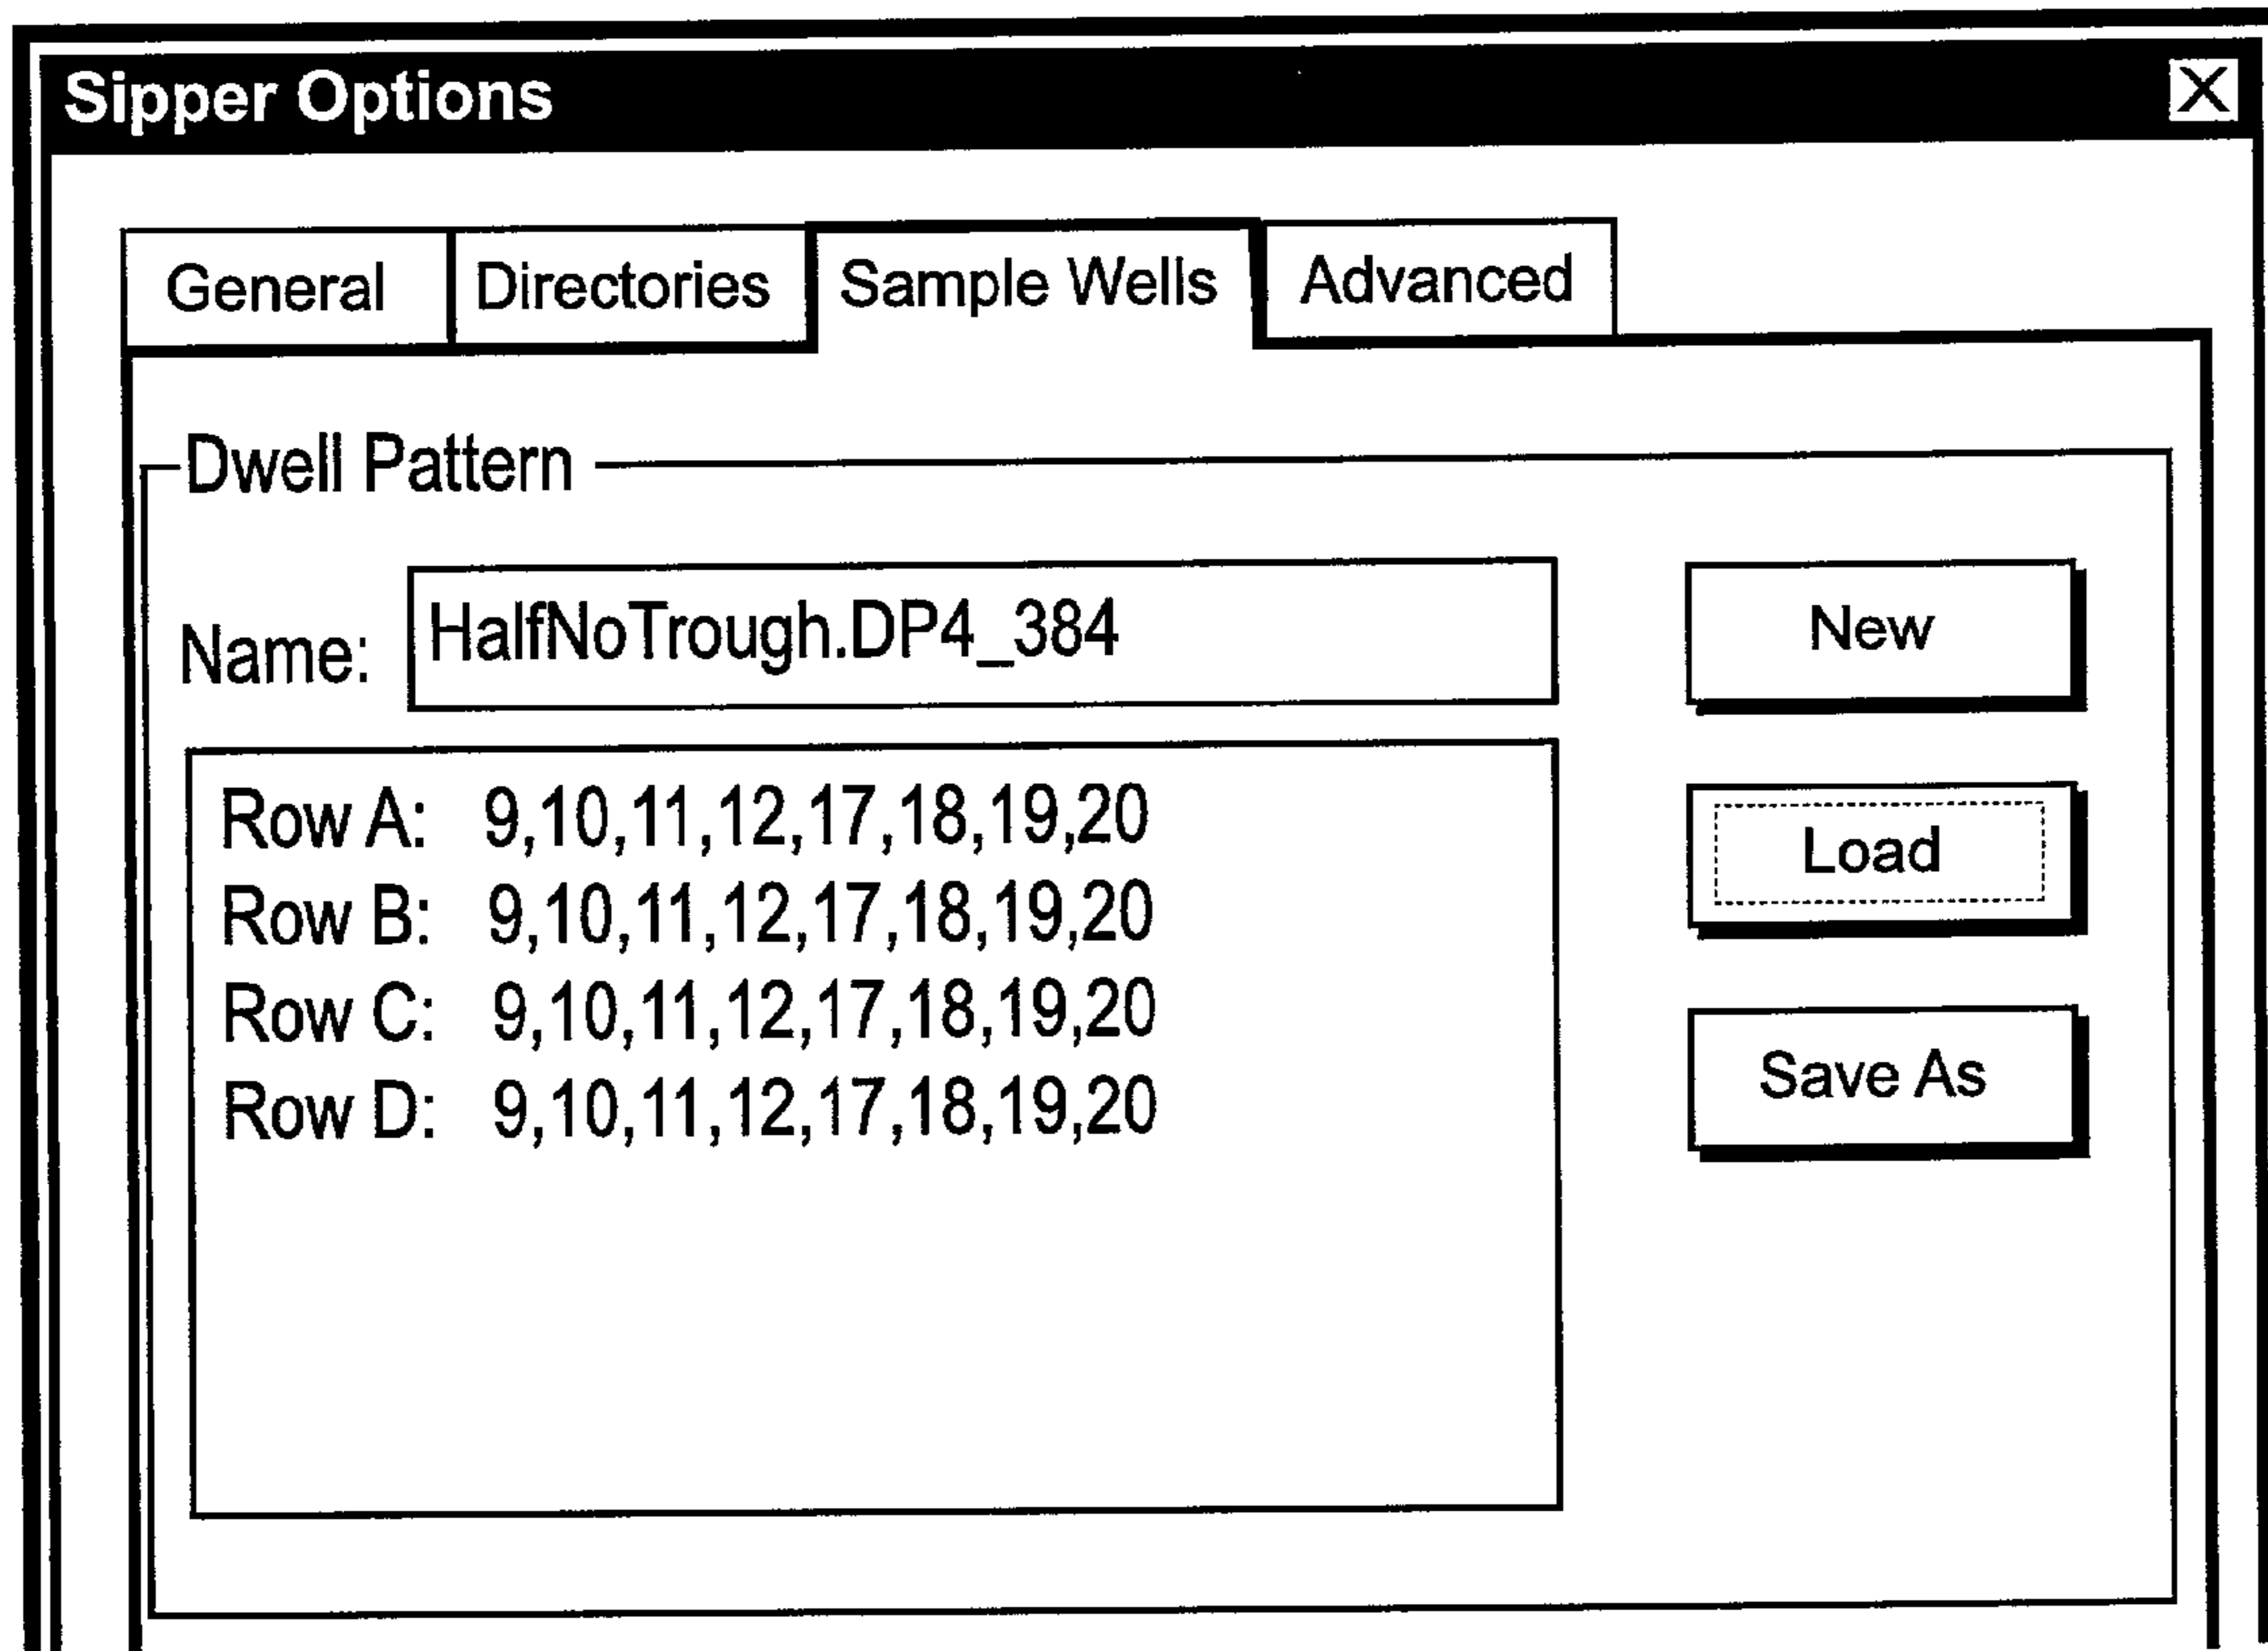 Sipper Options X
General Directories Sample Wells Advanced
Dwell Pattern
Name: HalfNoTrough.DP4_384 New
Row A: 9,10,11,12,17,18,19,20 Load
Row B: 9,10,11,12,17,18,19,20
Row C: 9,10,11,12,17,18,19,20
Row D: 9,10,11,12,17,18,19,20 Save As